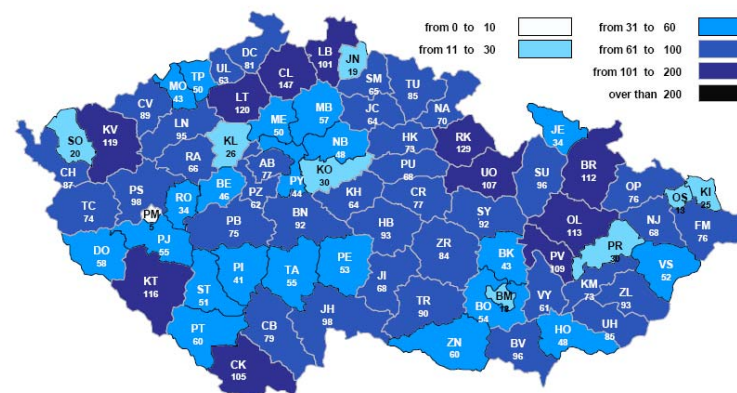 from 0 to 10
from 11 to 30
from 31 to 60
from 61 to 100
from 101 to 200
over than 200
DC
81
LB
101
JN
19
UL
63
TP
50
MO
43
CL
147
SM
65
TU
85
CV
89
LT
120
MB
57
JC
64
NA
70
SO
20
KV
119
LN
95
ME
50
NB
48
HK
73
RK
129
JE
34
KL
26
RA
66
AB
77
KO
30
PU
68
UO
107
SU
96
BR
112
CH
87
PS
98
RO
34
BE
46
PZ
62
PY
44
KH
64
CR
77
OP
76
OS
13
KI
25
TC
74
PM
5
PB
75
BN
92
HB
93
SY
92
OL
113
NJ
68
FM
76
DO
58
PJ
55
ZR
84
BK
43
PV
109
PR
30
VS
52
KT
116
ST
51
PI
41
TA
55
PE
53
JI
68
KM
73
ZL
93
BO
54
BM
VY
61
PT
60
CB
79
JH
98
TR
90
ZN
60
BV
96
HO
48
UH
85
CK
105